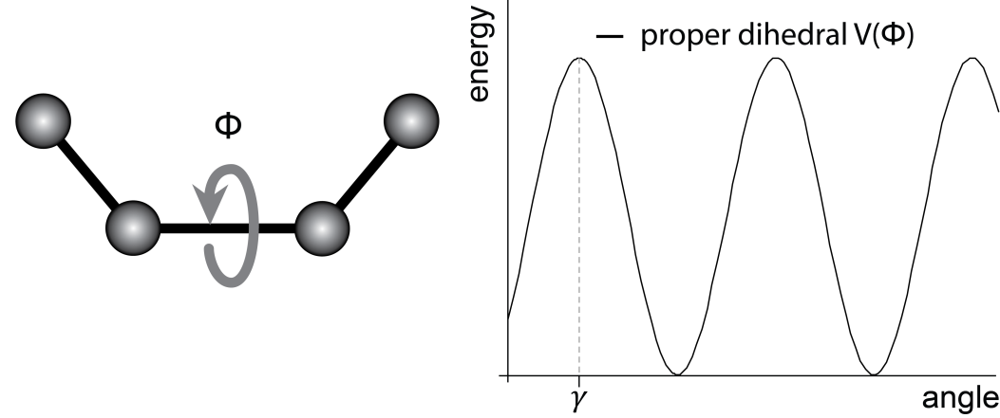 Φ
energy
proper dihedral V(Φ)
γ
angle